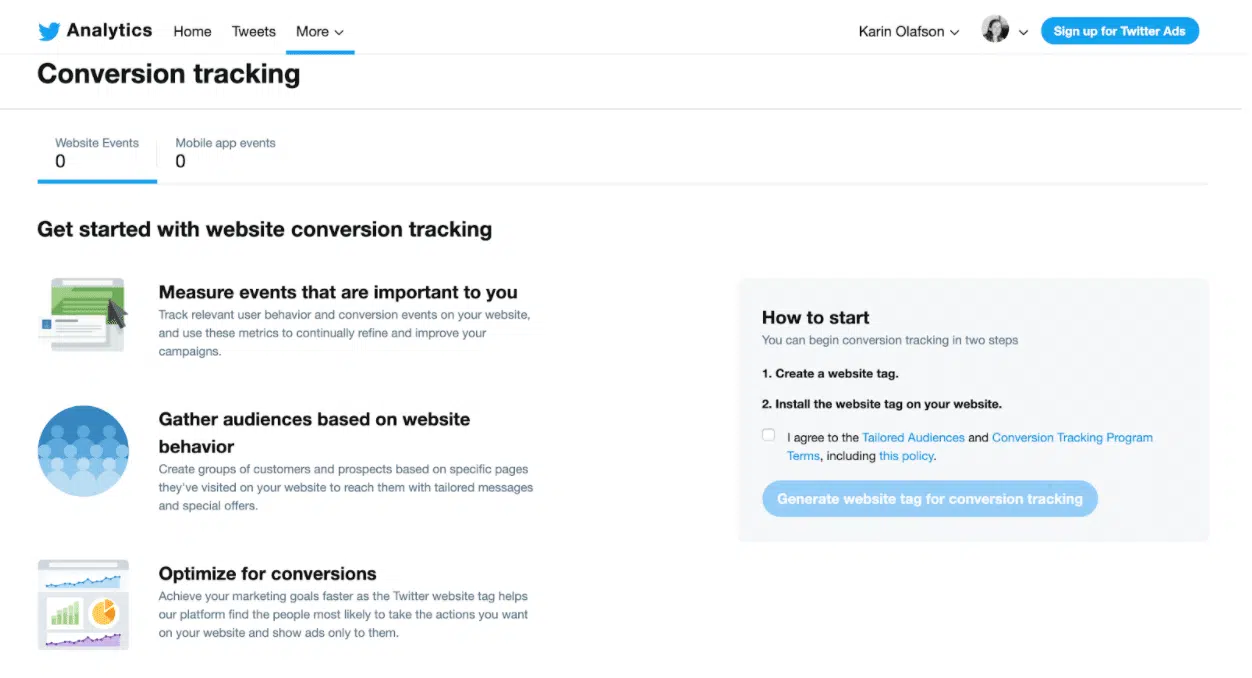 Analytics Home Tweets More Karin Olafson Sign up for Twitter Ads
Conversion tracking
Website Events
0
Mobile app events
0
Get started with website conversion tracking
Measure events that are important to you
Track relevant user behavior and conversion events on your website,
and use these metrics to continually refine and improve your
campaigns.
Gather audiences based on website
behavior
Create groups of customers and prospects based on specific pages
they've visited on your website to reach them with tailored messages
and special offers.
Optimize for conversions
Achieve your marketing goals faster as the Twitter website tag helps
our platform find the people most likely to take the actions you want
on your website and show ads only to them.
How to start
You can begin conversion tracking in two steps
1. Create a website tag.
2. Install the website tag on your website.
I agree to the Tailored Audiences and Conversion Tracking Program
Terms, including this policy.
Generate website tag for conversion tracking